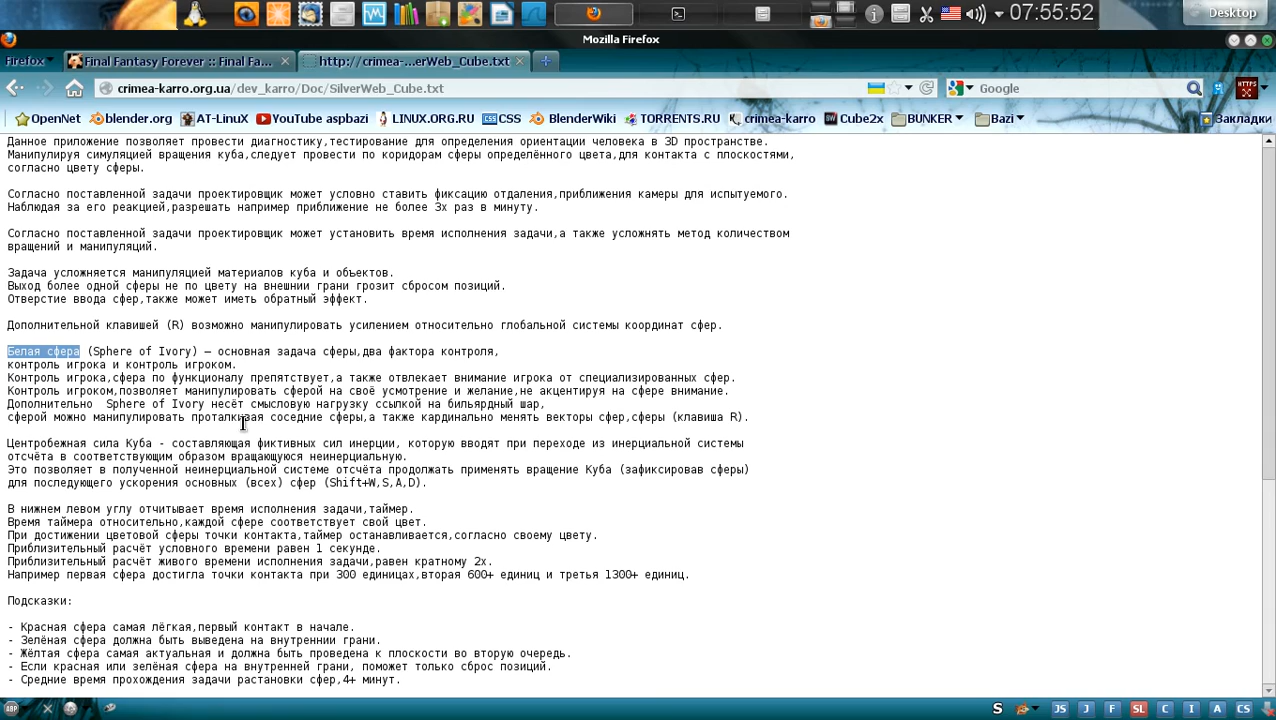 07:55:52
Desktop
Mozilla Firefox
Firefox
Final Fantasy Forever :: Final Fa...
http://crimea-...erWeb_Cube.txt
crimea-karro.org.ua/dev_karro/Doc/SilverWeb_Cube.txt
Google
HTTPS
OpenNet
blender.org
AT-LinuX
YouTube aspbazi
LINUX.ORG.RU
CSS
BlenderWiki
TORRENTS.RU
crimea-karro
Cube2x
BUNKER
Bazi
Закладки
Данное приложение позволяет провести диагностику,тестирование для определения ориентации человека в 3D пространстве.
Манипулируя симуляцией вращения куба,следует провести по коридорам сферы определённого цвета,для контакта с плоскостями,
согласно цвету сферы.
Согласно поставленной задачи проектировщик может условно ставить фиксацию отдаления,приближения камеры для испытуемого.
Наблюдая за его реакцией,разрешать например приближение не более 3х раз в минуту.
Согласно поставленной задачи проектировщик может установить время исполнения задачи,а также усложнять метод количеством
вращений и манипуляций.
Задача усложняется манипуляцией материалов куба и объектов.
Выход более одной сферы не по цвету на внешнии грани грозит сбросом позиций.
Отверстие ввода сфер,также может иметь обратный эффект.
Дополнительной клавишей (R) возможно манипулировать усилением относительно глобальной системы координат сфер.
Белая сфера (Sphere of Ivory) — основная задача сферы,два фактора контроля,
контроль игрока и контроль игроком.
Контроль игрока,сфера по функционалу препятствует,а также отвлекает внимание игрока от специализированных сфер.
Контроль игроком,позволяет манипулировать сферой на своё усмотрение и желание,не акцентируя на сфере внимание.
Дополнительно  Sphere of Ivory несёт смысловую нагрузку ссылкой на бильярдный шар,
сферой можно манипулировать проталкивая соседние сферы,а также кардинально менять векторы сфер,сферы (клавиша R).
Центробежная сила Куба - составляющая фиктивных сил инерции, которую вводят при переходе из инерциальной системы
отсчёта в соответствующим образом вращающуюся неинерциальную.
Это позволяет в полученной неинерциальной системе отсчёта продолжать применять вращение Куба (зафиксировав сферы)
для последующего ускорения основных (всех) сфер (Shift+W,S,A,D).
В нижнем левом углу отчитывает время исполнения задачи,таймер.
Время таймера относительно,каждой сфере соответствует свой цвет.
При достижении цветовой сферы точки контакта,таймер останавливается,согласно своему цвету.
Приблизительный расчёт условного времени равен 1 секунде.
Приблизительный расчёт живого времени исполнения задачи,равен кратному 2х.
Например первая сфера достигла точки контакта при 300 единицах,вторая 600+ единиц и третья 1300+ единиц.
Подсказки:
- Красная сфера самая лёгкая,первый контакт в начале.
- Зелёная сфера должна быть выведена на внутреннии грани.
- Жёлтая сфера самая актуальная и должна быть проведена к плоскости во вторую очередь.
- Если красная или зелёная сфера на внутренней грани, поможет только сброс позиций.
- Средние время прохождения задачи растановки сфер,4+ минут.
ABP
S
JS
J
F
SL
C
I
A
CS